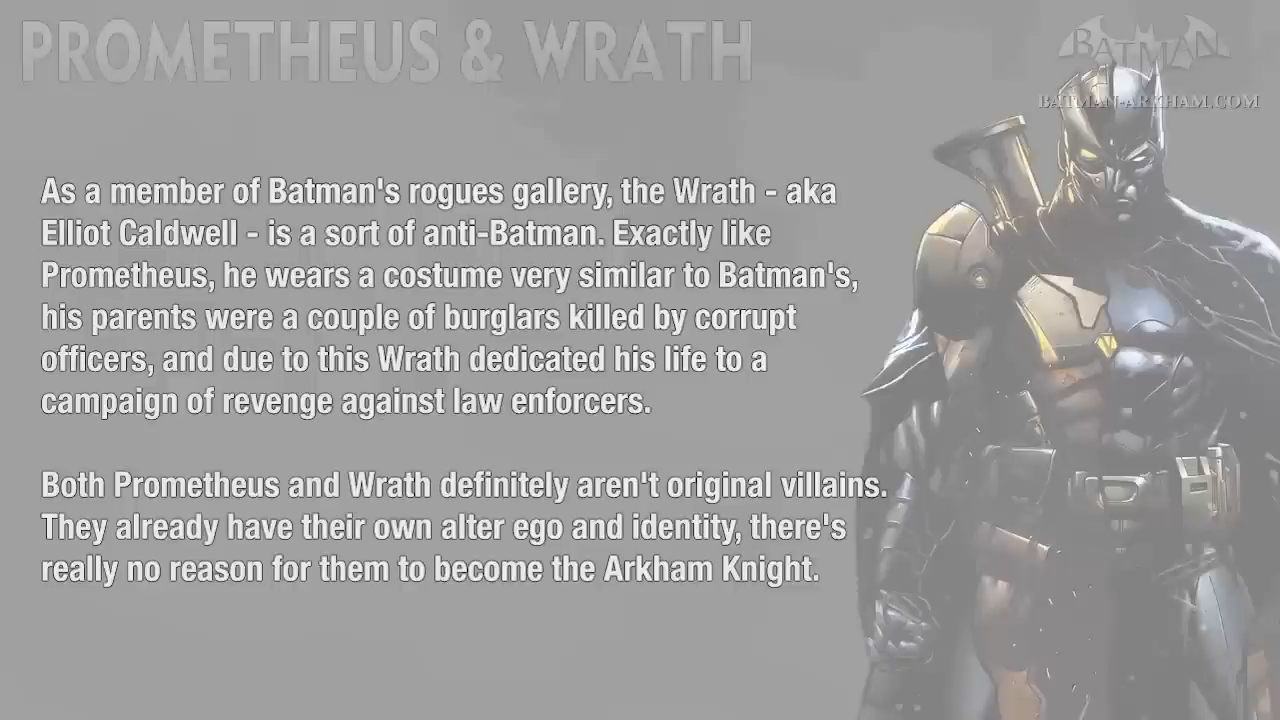 PROMETHEUS & WRATH
BATMAN
BATMAN-ARKHAM.COM
As a member of Batman's rogues gallery, the Wrath - aka
Elliot Caldwell - is a sort of anti-Batman. Exactly like
Prometheus, he wears a costume very similar to Batman's,
his parents were a couple of burglars killed by corrupt
officers, and due to this Wrath dedicated his life to a
campaign of revenge against law enforcers.
Both Prometheus and Wrath definitely aren't original villains.
They already have their own alter ego and identity, there's
really no reason for them to become the Arkham Knight.